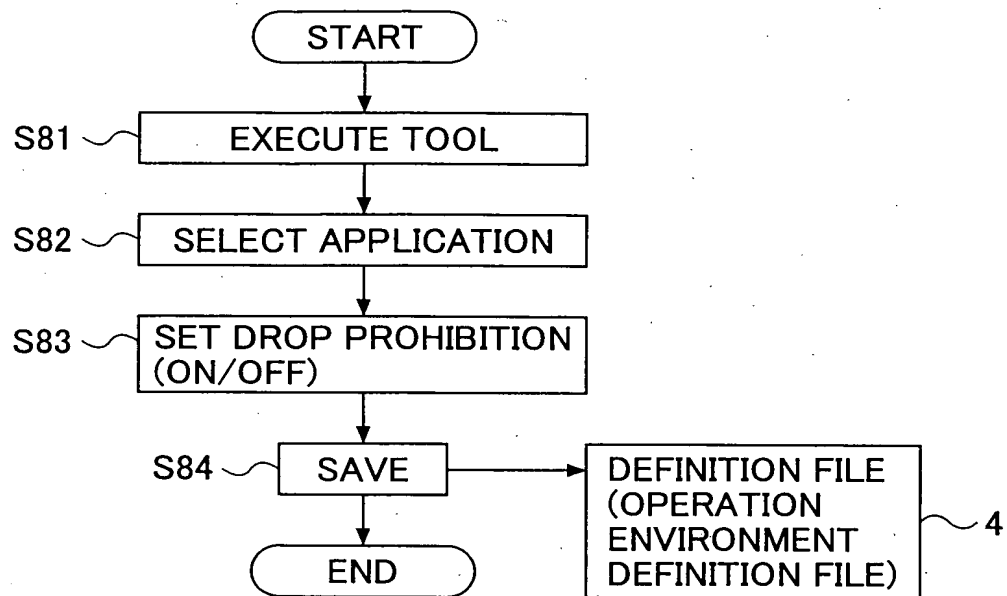 START
S81
EXECUTE TOOL
S82
SELECT APPLICATION
S83
SET DROP PROHIBITION
(ON/OFF)
S84
SAVE
DEFINITION FILE
(OPERATION
ENVIRONMENT
DEFINITION FILE)
4
END